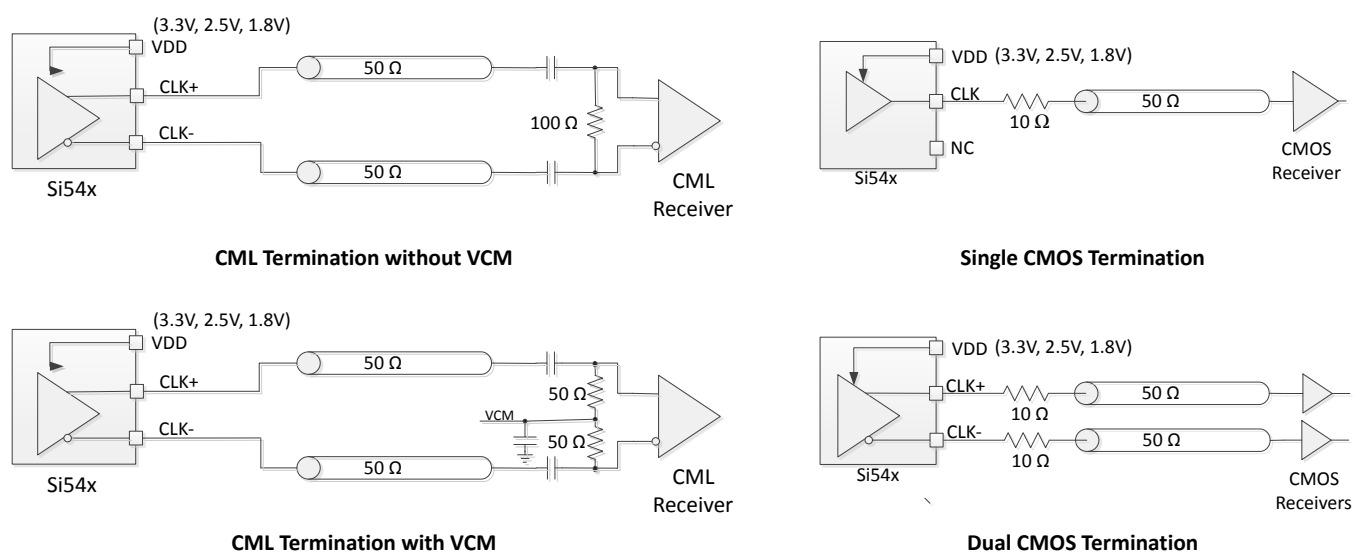 (3.3V, 2.5V, 1.8V)
VDD
CLK+
CLK-
50 Ω
50 Ω
100 Ω
Si54x
CML
Receiver
CML Termination without VCM
VDD (3.3V, 2.5V, 1.8V)
CLK
10 Ω
50 Ω
NC
Si54x
CMOS
Receiver
Single CMOS Termination
(3.3V, 2.5V, 1.8V)
VDD
CLK+
CLK-
50 Ω
50 Ω
VCM
50 Ω
50 Ω
Si54x
CML
Receiver
CML Termination with VCM
VDD (3.3V, 2.5V, 1.8V)
CLK+
10 Ω
50 Ω
CLK-
10 Ω
50 Ω
Si54x
CMOS
Receivers
Dual CMOS Termination